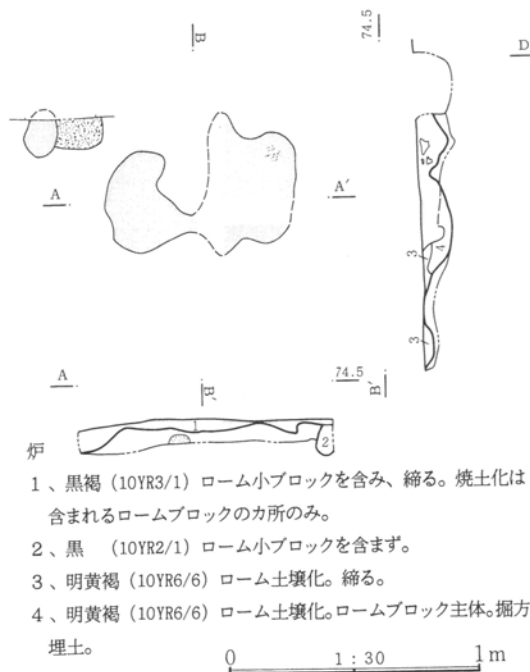 B
74.5
D
A
A′
3
4
3
A
B′
74.5
B′
1
2
炉
1、黒褐(10YR3/1)ローム小ブロックを含み、締る。焼土化は
含まれるロームブロックのカ所のみ。
2、黒 (10YR2/1)ローム小ブロックを含まず。
3、明黄褐(10YR6/6)ローム土壌化。締る。
4、明黄褐(10YR6/6)ローム土壌化。ロームブロック主体。掘方
埋土。
0 1:30 1m